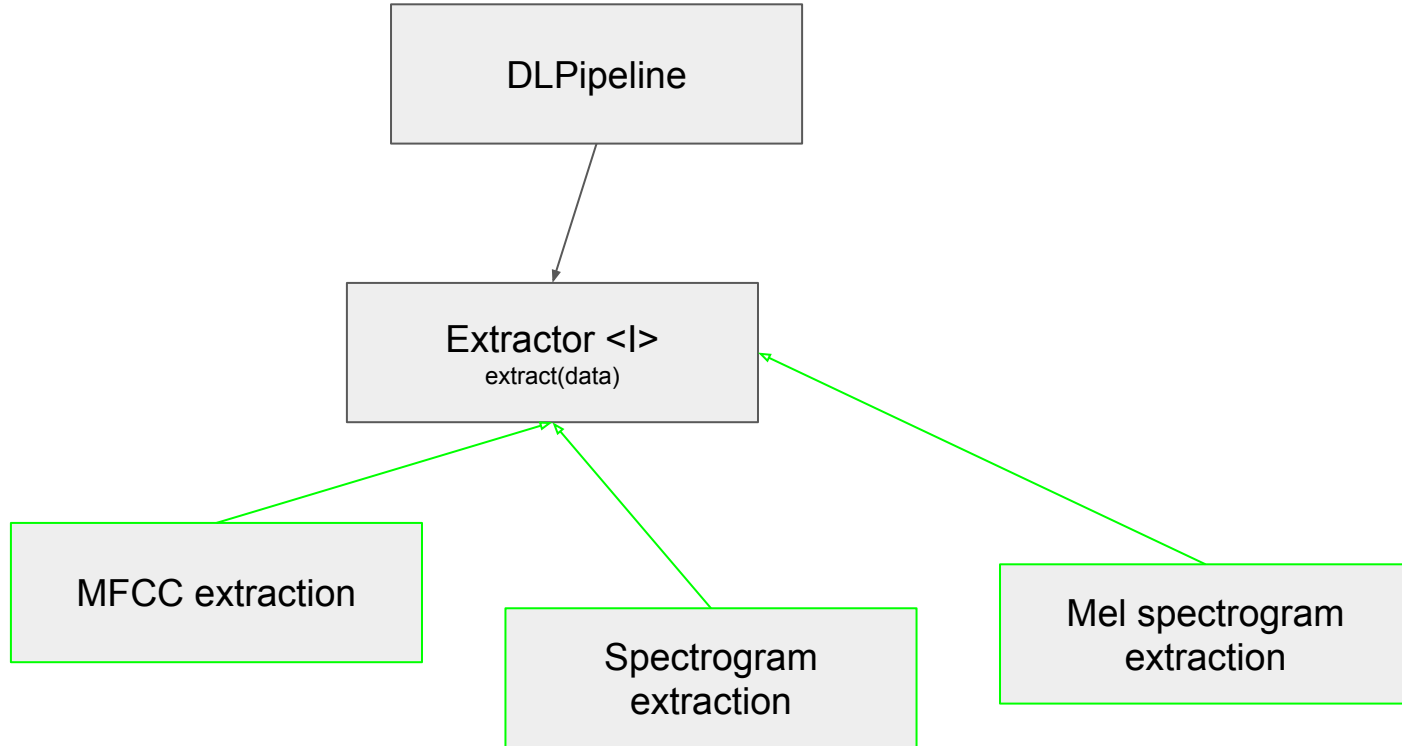 DLPipeline
Extractor <I>
extract(data)
MFCC extraction
Spectrogram
extraction
Mel spectrogram
extraction